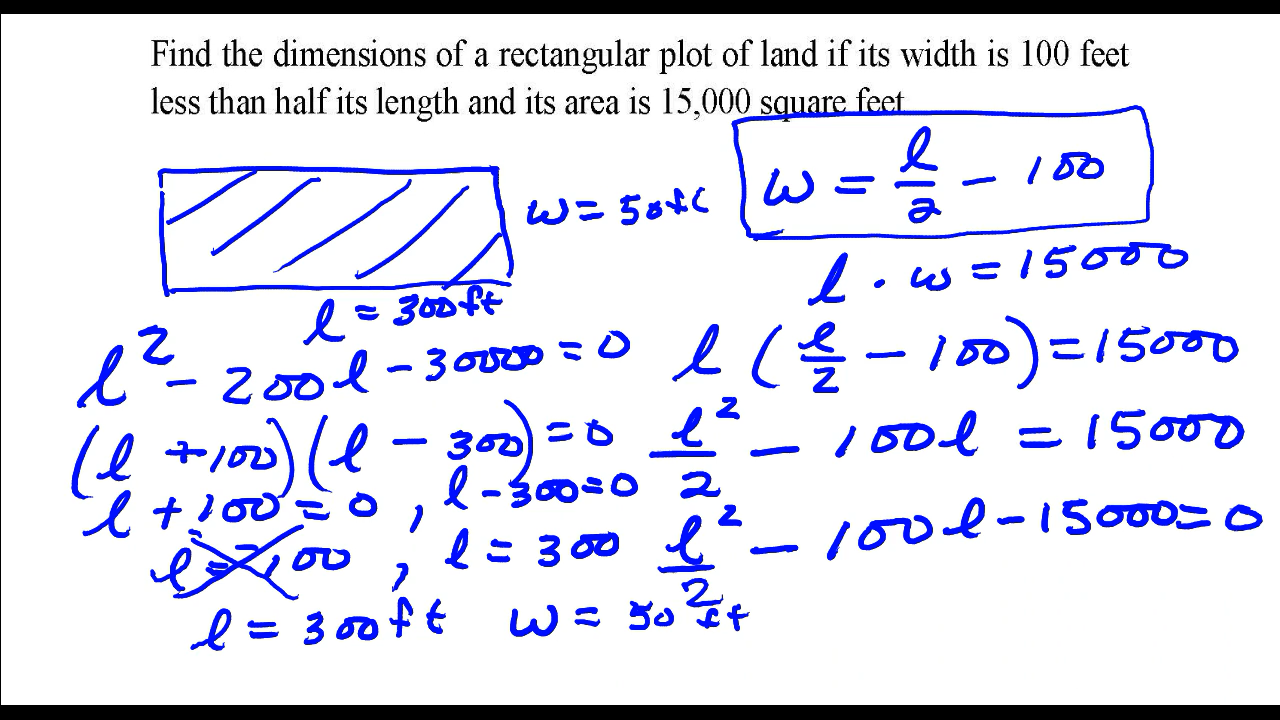 Find the dimensions of a rectangular plot of land if its width is 100 feet
less than half its length and its area is 15,000 square feet
w = l/2 - 100
w = 50ft
l = 300ft
l · w = 15000
l ( l/2 - 100 ) = 15000
l²/2 - 100l = 15000
l²/2 - 100l - 15000 = 0
l² - 200l - 30000 = 0
(l + 100)(l - 300) = 0
l + 100 = 0 , l - 300 = 0
l = -100 , l = 300
l = 300ft w = 50 ft